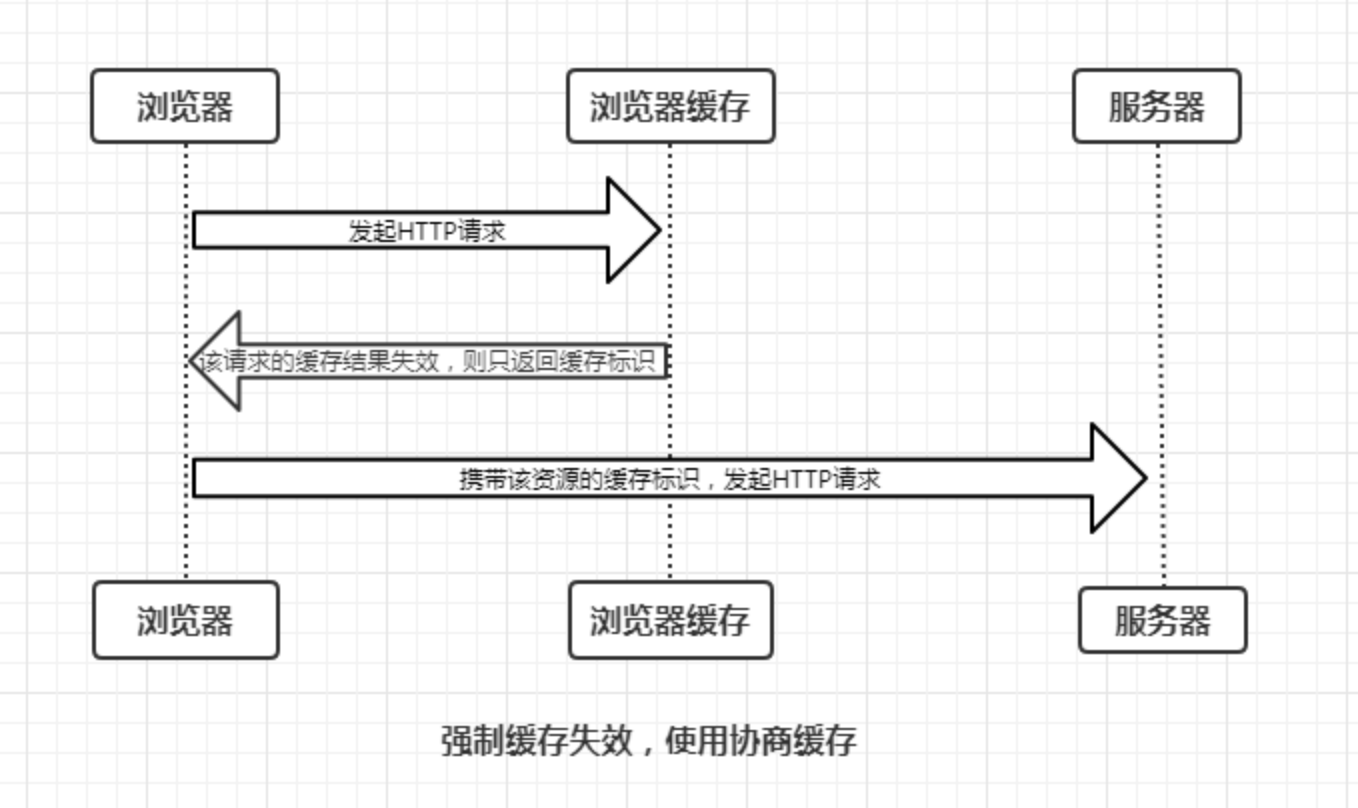 浏览器
浏览器缓存
服务器
发起HTTP请求
该请求的缓存结果失效，则只返回缓存标识
携带该资源的缓存标识，发起HTTP请求
浏览器
浏览器缓存
服务器
强制缓存失效，使用协商缓存